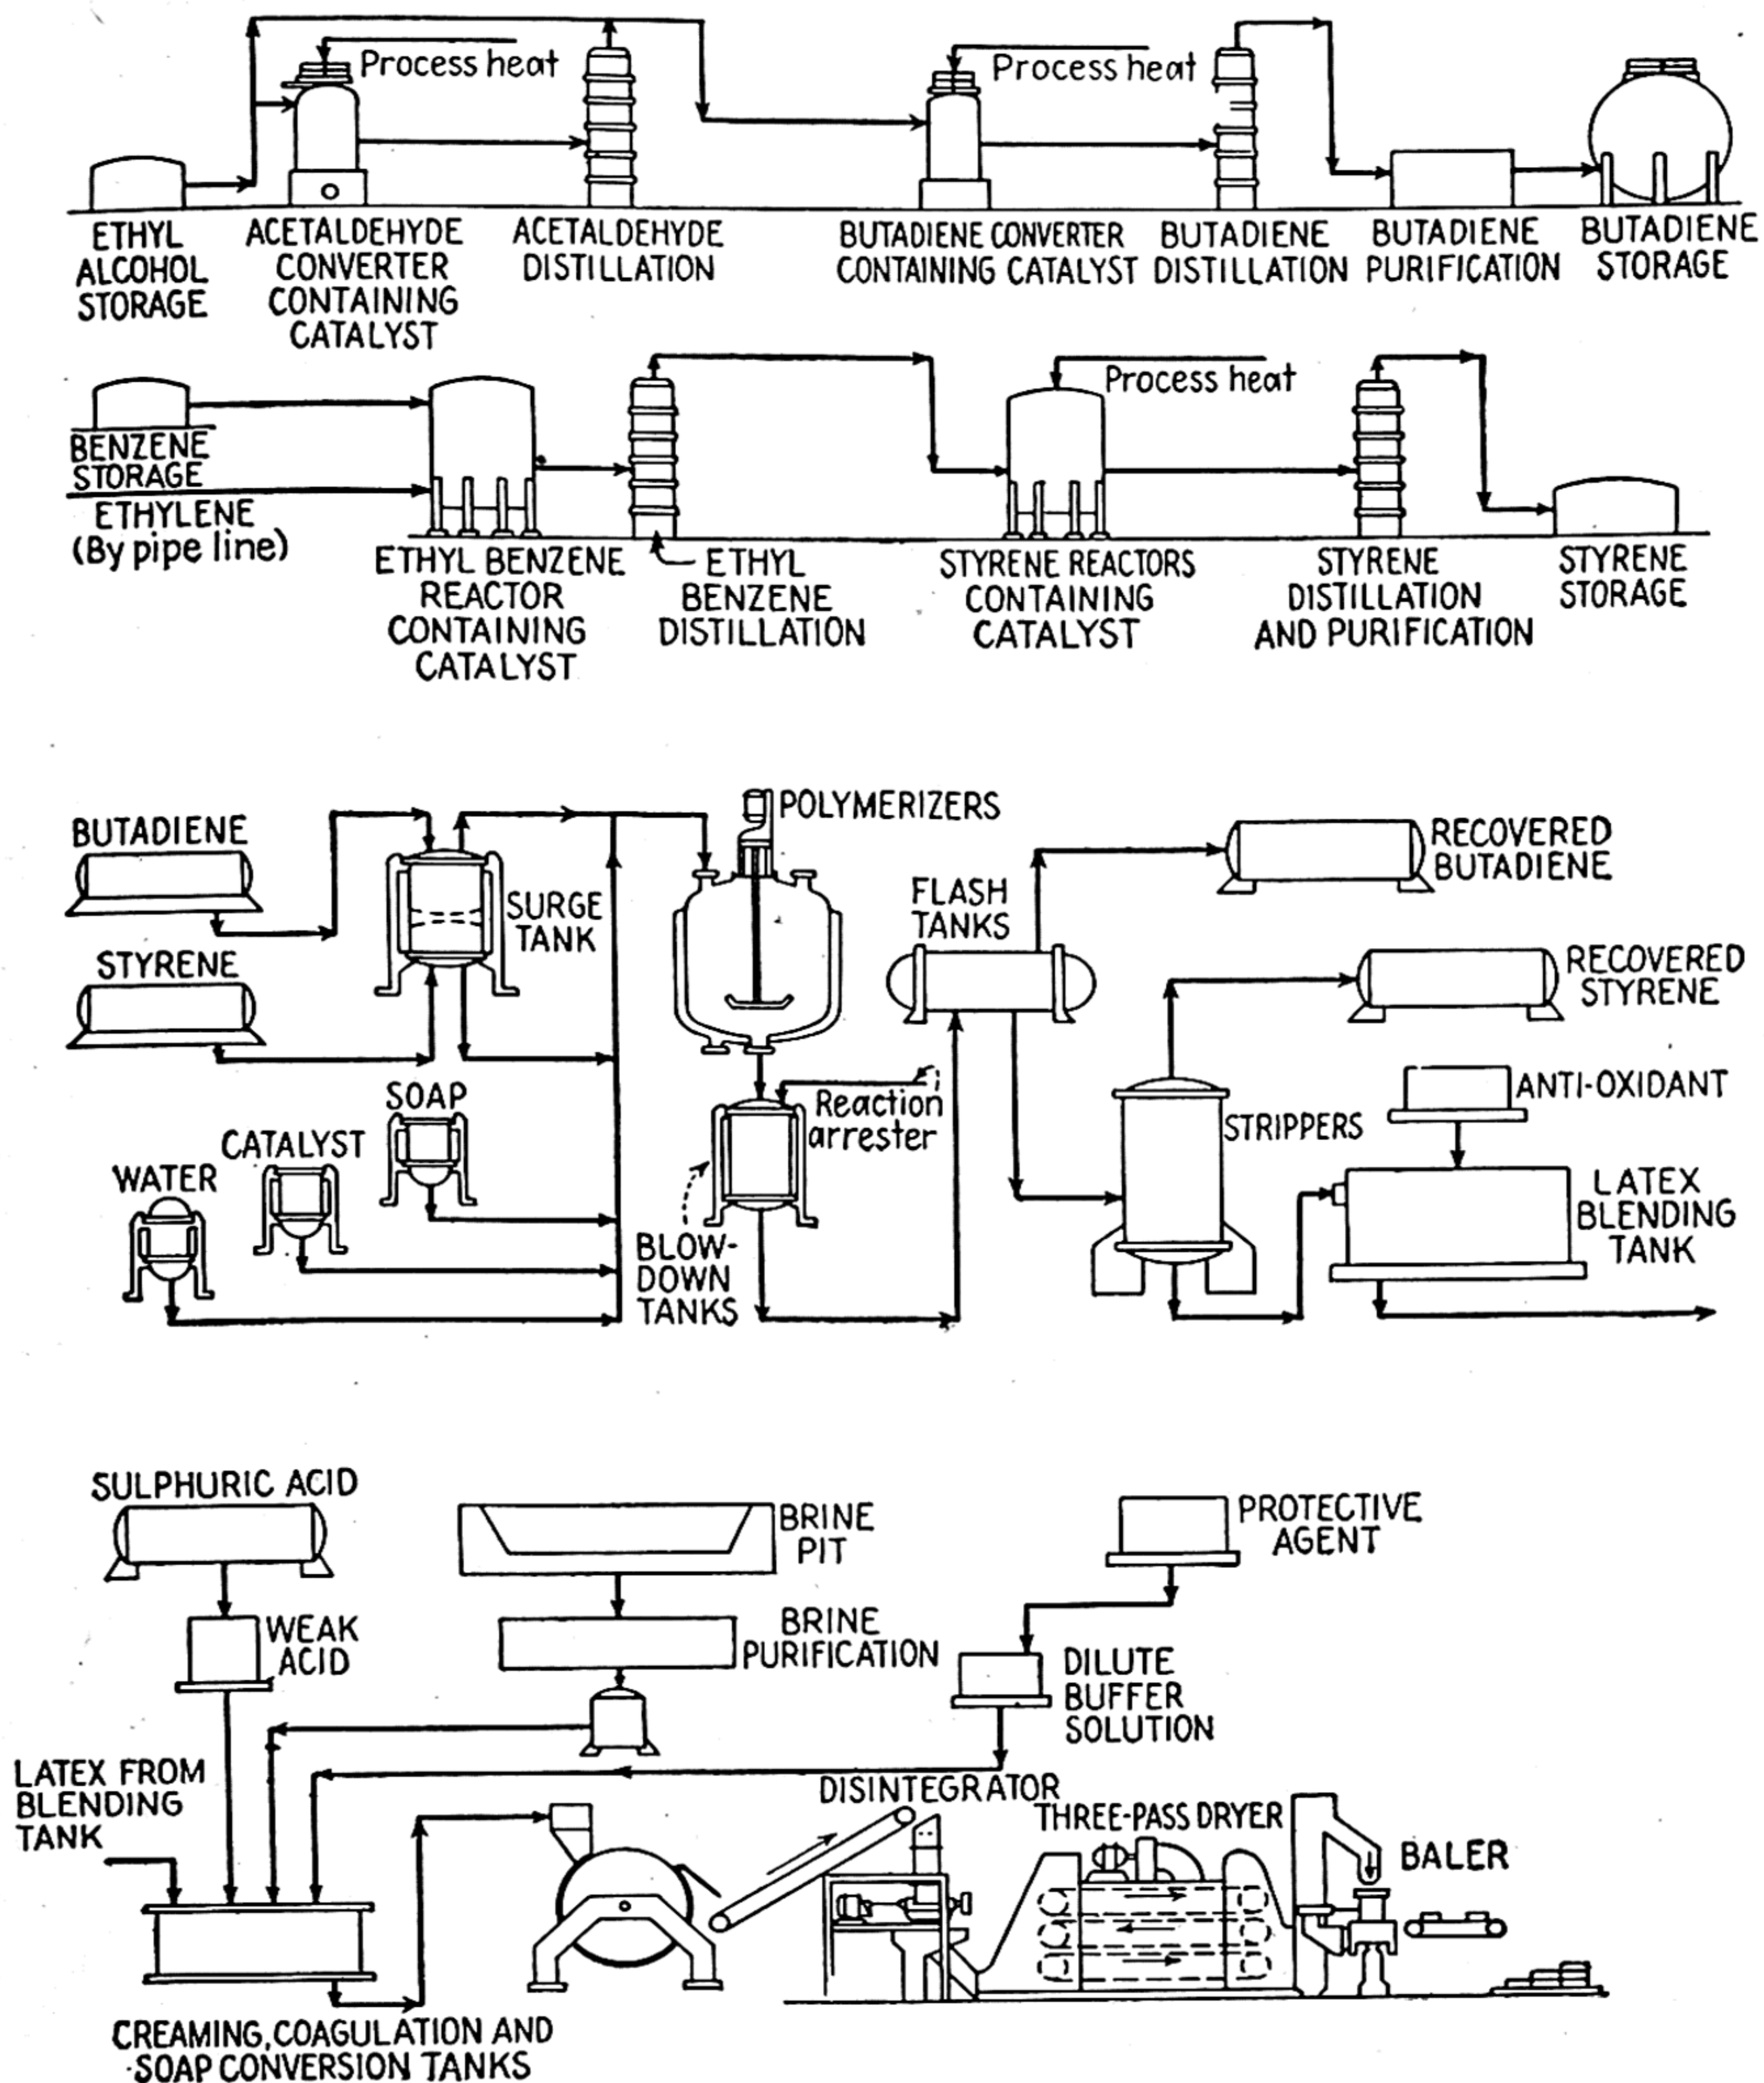 Process heat
Process heat
ETHYL
ALCOHOL
STORAGE
ACETALDEHYDE
CONVERTER
CONTAINING
CATALYST
ACETALDEHYDE
DISTILLATION
BUTADIENE CONVERTER
CONTAINING CATALYST
BUTADIENE
DISTILLATION
BUTADIENE
PURIFICATION
BUTADIENE
STORAGE
Process heat
BENZENE
STORAGE
ETHYLENE
(By pipe line)
ETHYL BENZENE
REACTOR
CONTAINING
CATALYST
ETHYL
BENZENE
DISTILLATION
STYRENE REACTORS
CONTAINING
CATALYST
STYRENE
DISTILLATION
AND PURIFICATION
STYRENE
STORAGE
BUTADIENE
STYRENE
SURGE
TANK
POLYMERIZERS
FLASH
TANKS
RECOVERED
BUTADIENE
RECOVERED
STYRENE
SOAP
CATALYST
WATER
Reaction
arrester
BLOW-
DOWN
TANKS
STRIPPERS
ANTI-OXIDANT
LATEX
BLENDING
TANK
SULPHURIC ACID
WEAK
ACID
BRINE
PIT
BRINE
PURIFICATION
PROTECTIVE
AGENT
DILUTE
BUFFER
SOLUTION
LATEX FROM
BLENDING
TANK
DISINTEGRATOR
THREE-PASS DRYER
BALER
CREAMING, COAGULATION AND
SOAP CONVERSION TANKS